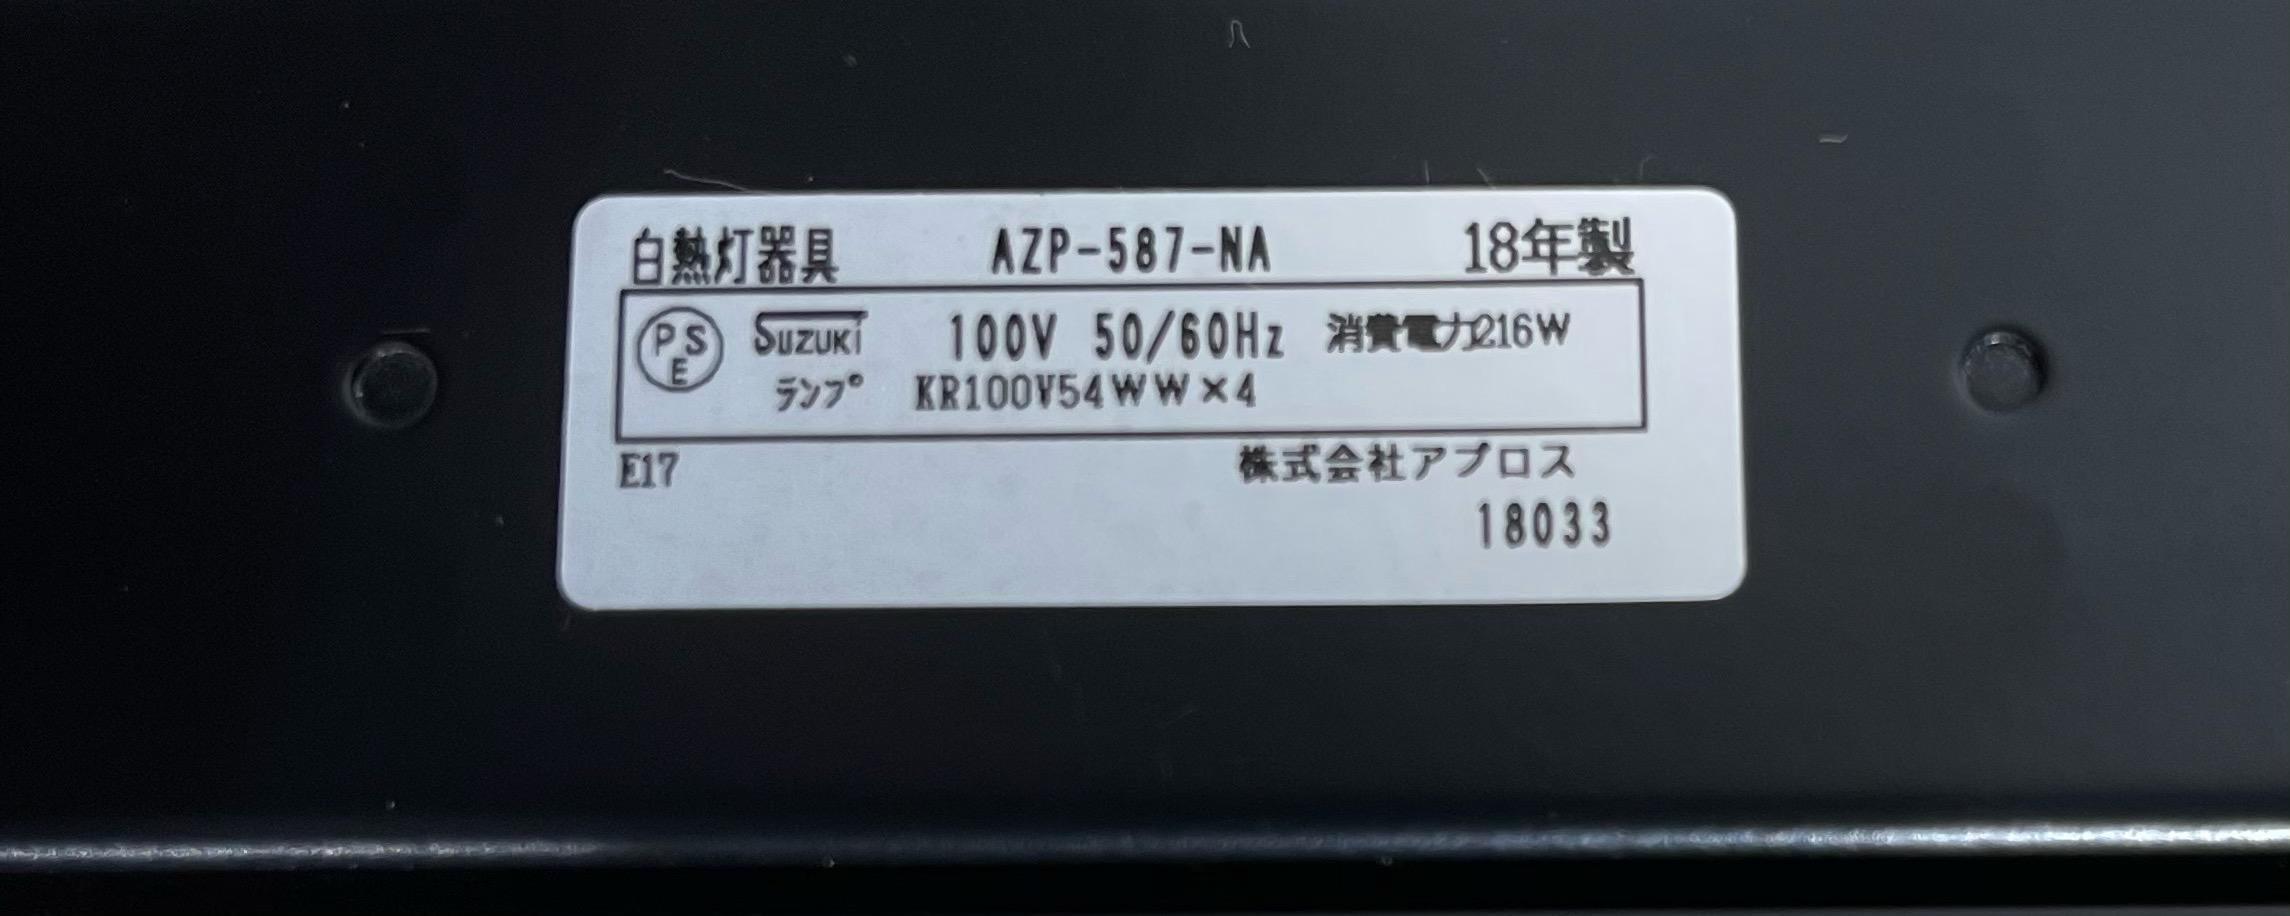 白熱灯器具 AZP-587-NA 18年製
PSE SUZUKI 100V 50/60Hz 消費電力216W
ランプ KR100V54WW×4
E17 株式会社アプロス
18033